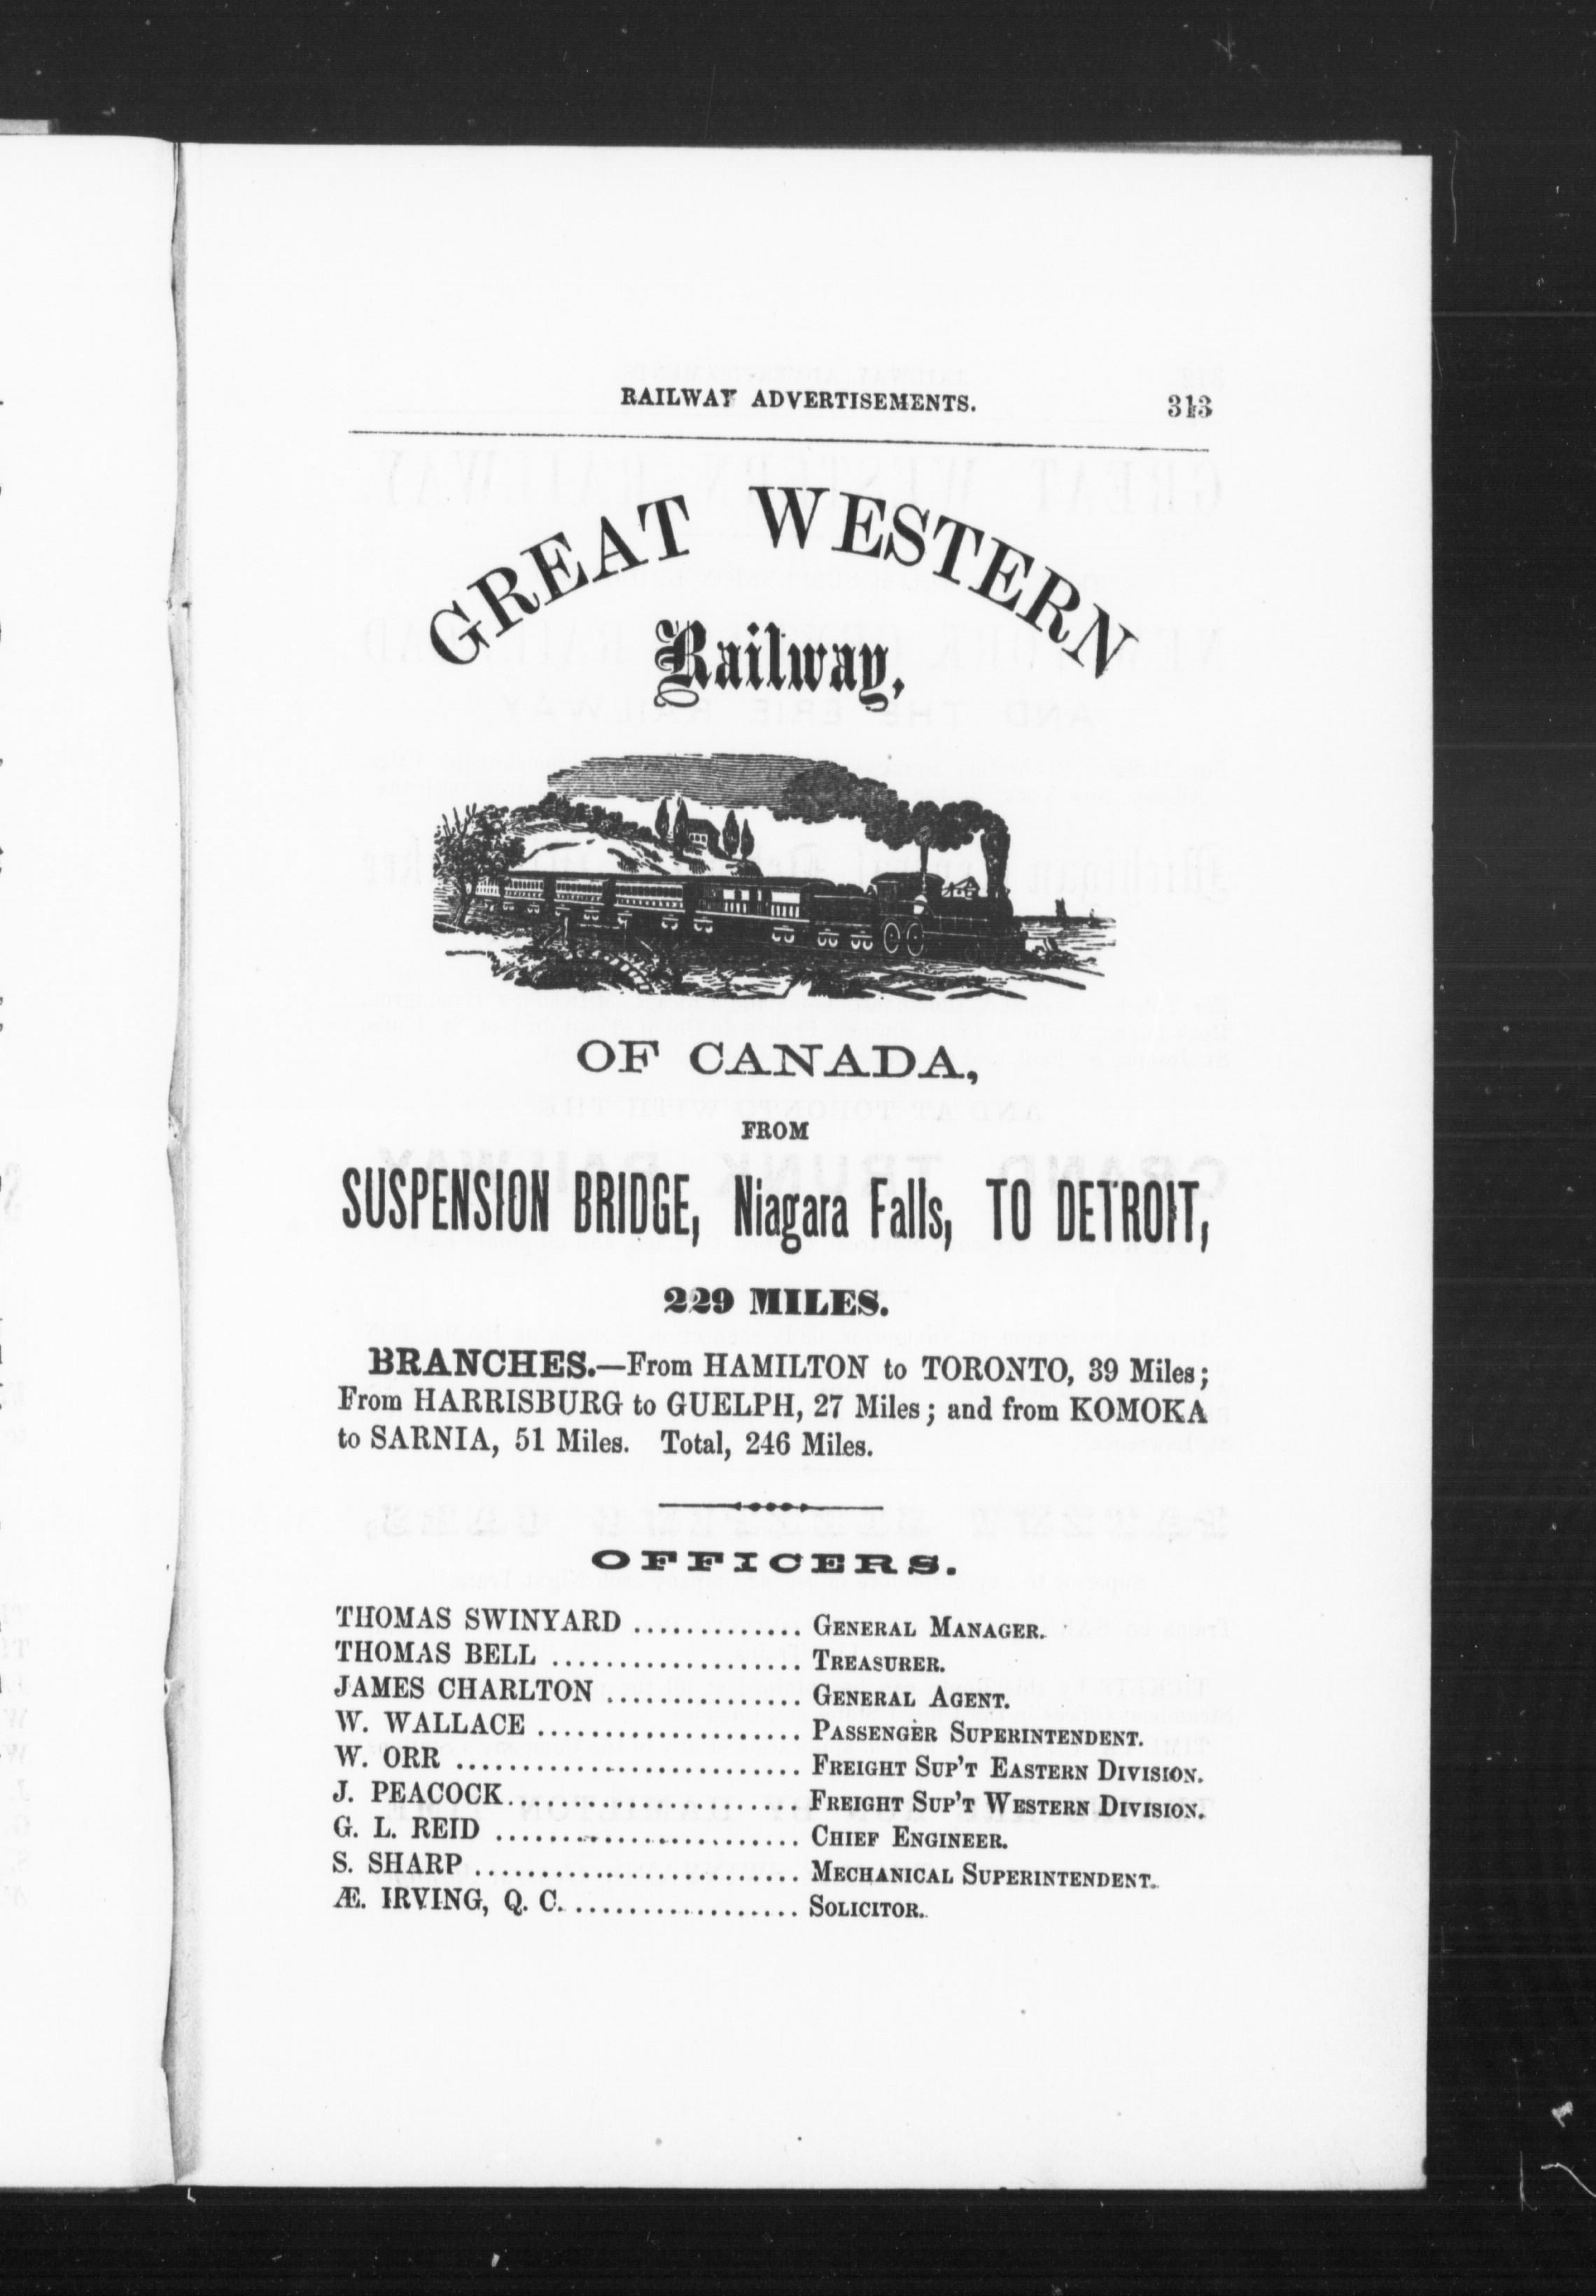 RAILWAY ADVERTISEMENTS. 313
GREAT WESTERN
Railway,
OF CANADA,
FROM
SUSPENSION BRIDGE, Niagara Falls, TO DETROIT,
229 MILES.
BRANCHES.—From HAMILTON to TORONTO, 39 Miles;
From HARRISBURG to GUELPH, 27 Miles; and from KOMOKA
to SARNIA, 51 Miles. Total, 246 Miles.
OFFICERS.
THOMAS SWINYARD ............. GENERAL MANAGER.
THOMAS BELL ................... TREASURER.
JAMES CHARLTON ............... GENERAL AGENT.
W. WALLACE .................... PASSENGER SUPERINTENDENT.
W. ORR .......................... FREIGHT SUP'T EASTERN DIVISION.
J. PEACOCK...................... FREIGHT SUP'T WESTERN DIVISION.
G. L. REID ....................... CHIEF ENGINEER.
S. SHARP ......................... MECHANICAL SUPERINTENDENT.
Æ. IRVING, Q. C. ................. SOLICITOR.